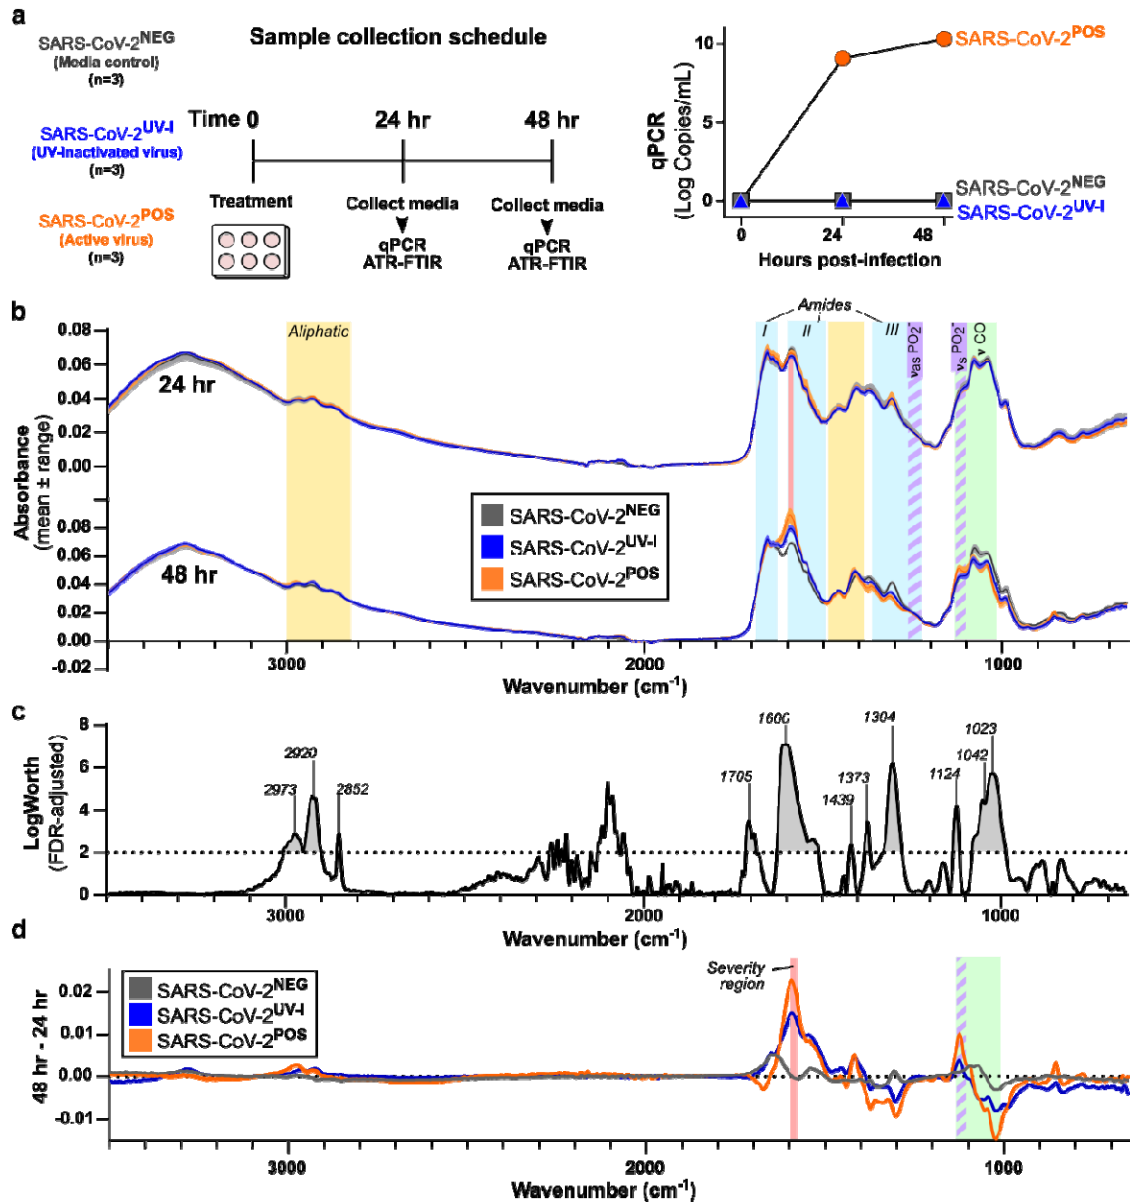 a
SARS-CoV-2NEG
(Media control)
(n=3)
SARS-CoV-2UV-I
(UV-inactivated virus)
(n=3)
SARS-CoV-2POS
(Active virus)
(n=3)
Sample collection schedule
Time 0
24 hr
48 hr
Treatment
Collect media
qPCR
ATR-FTIR
Collect media
qPCR
ATR-FTIR
qPCR
(Log Copies/mL)
10
5
0
0
24
48
Hours post-infection
SARS-CoV-2POS
SARS-CoV-2NEG
SARS-CoV-2UV-I
b
Absorbance
(mean ± range)
0.08
0.06
0.04
0.02
0.00
0.08
0.06
0.04
0.02
0.00
-0.02
Aliphatic
Amides
I
II
III
νas PO2-
νs PO2-
ν CO
24 hr
48 hr
SARS-CoV-2NEG
SARS-CoV-2UV-I
SARS-CoV-2POS
3000
2000
1000
Wavenumber (cm-1)
c
LogWorth
(FDR-adjusted)
8
6
4
2
0
2973
2920
2852
1705
1600
1439
1373
1304
1124
1042
1023
3000
2000
1000
Wavenumber (cm-1)
d
48 hr - 24 hr
0.02
0.01
0.00
-0.01
SARS-CoV-2NEG
SARS-CoV-2UV-I
SARS-CoV-2POS
Severity
region
3000
2000
1000
Wavenumber (cm-1)